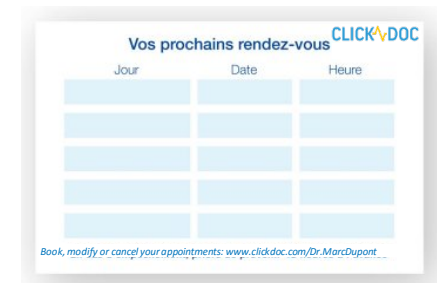 CLICKDOC
Vos prochains rendez-vous
Jour Date Heure
Book, modify or cancel your appointments: www.clickdoc.com/Dr.MarcDupont